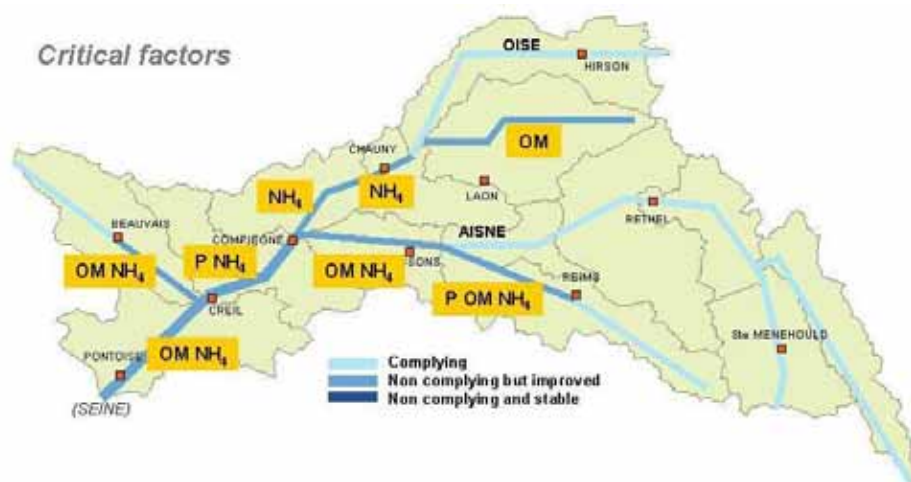 Critical factors
OISE
HIRSON
OM
CHAUNY
NH₄
NH₄
LAON
RETHEL
BEAUVAIS
COMPIEGNE
AISNE
P NH₄
OM NH₄
OM NH₄
SONS
REIMS
P OM NH₄
CREIL
Ste MENEHOULD
OM NH₄
PONTOISE
(SEINE)
Complying
Non complying but improved
Non complying and stable